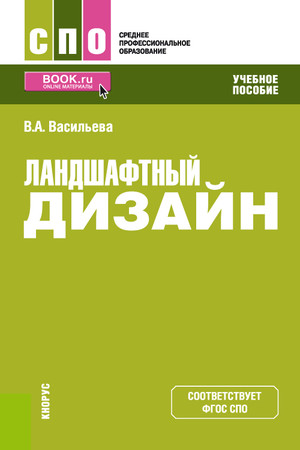 СПО
СРЕДНЕЕ
ПРОФЕССИОНАЛЬНОЕ
ОБРАЗОВАНИЕ
BOOK.ru
ONLINE МАТЕРИАЛЫ
УЧЕБНОЕ
ПОСОБИЕ
В.А. Васильева
ЛАНДШАФТНЫЙ
ДИЗАЙН
СООТВЕТСТВУЕТ
ФГОС СПО
КНОРУС